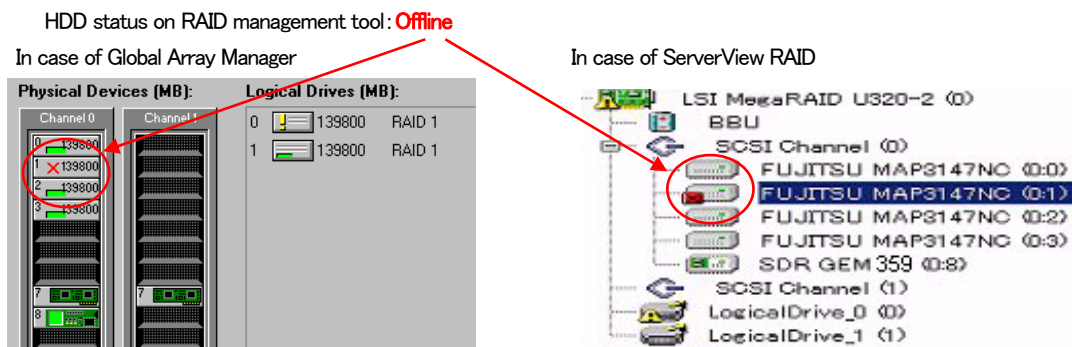 HDD status on RAID management tool: Offline
In case of Global Array Manager
In case of ServerView RAID
Physical Devices (MB):
Logical Drives (MB):
Channel 0
Channel 1
0 139800
1 139800
2 139800
3 139800
7
8
7
0 139800 RAID 1
1 139800 RAID 1
LSI MegaRAID U320-2 (0)
BBU
SCSI Channel (0)
FUJITSU MAP3147NC (0:0)
FUJITSU MAP3147NC (0:1)
FUJITSU MAP3147NC (0:2)
FUJITSU MAP3147NC (0:3)
SDR GEM 359 (0:8)
SCSI Channel (1)
LogicalDrive_0 (0)
LogicalDrive_1 (1)